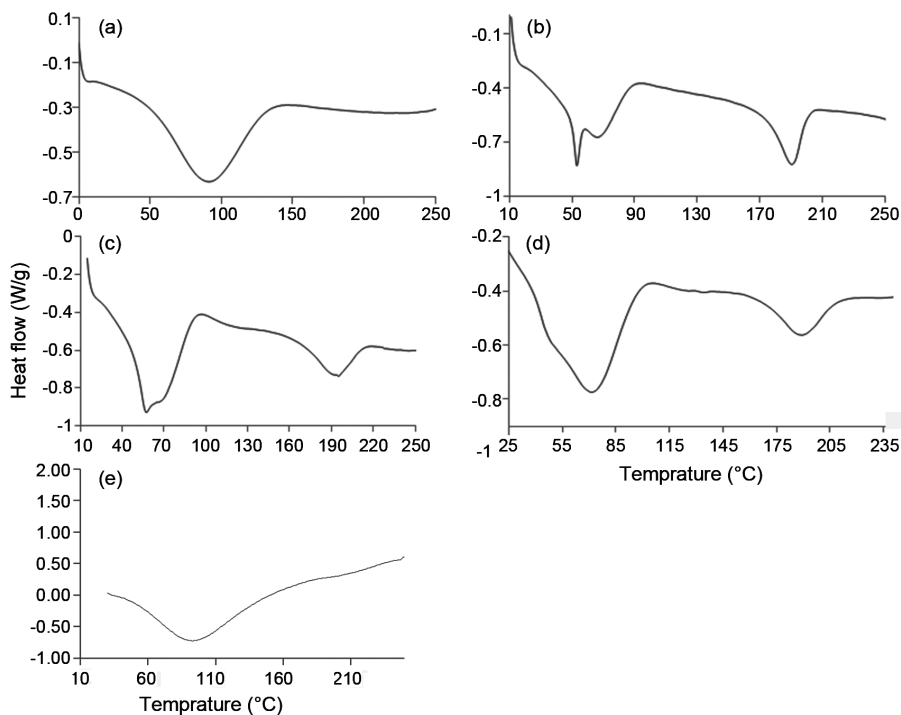 (a)
0.1
-0.1
-0.3
-0.5
-0.7
0 50 100 150 200 250
(b)
-0.1
-0.4
-0.7
-1
10 50 90 130 170 210 250
Heat flow (W/g)
(c)
0
-0.2
-0.4
-0.6
-0.8
-1
10 40 70 100 130 160 190 220 250
(d)
-0.2
-0.4
-0.6
-0.8
-1
25 55 85 115 145 175 205 235
Temprature (°C)
(e)
2.00
1.50
1.00
0.50
0.00
-0.50
-1.00
10 60 110 160 210
Temprature (°C)